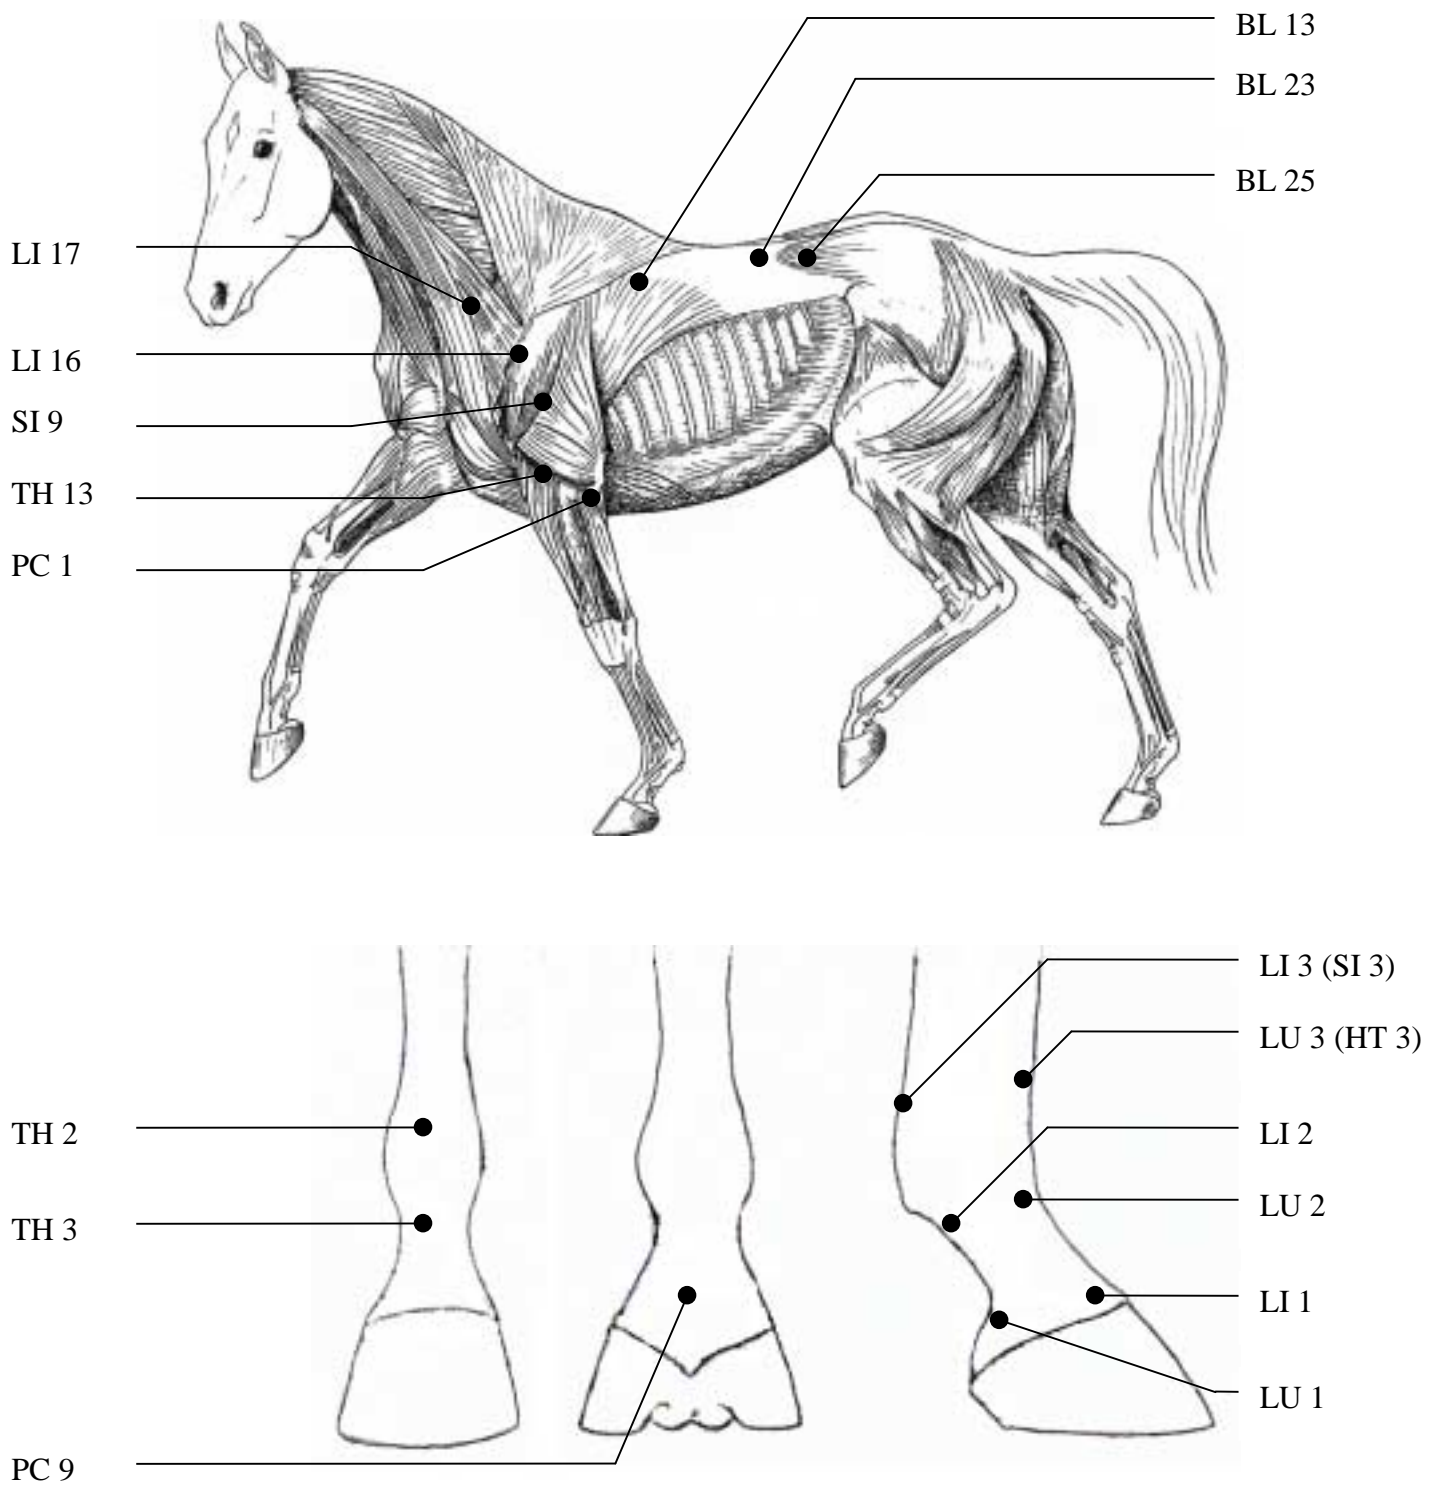 BL 13
BL 23
BL 25
LI 17
LI 16
SI 9
TH 13
PC 1
LI 3 (SI 3)
LU 3 (HT 3)
TH 2
LI 2
LU 2
TH 3
LI 1
LU 1
PC 9